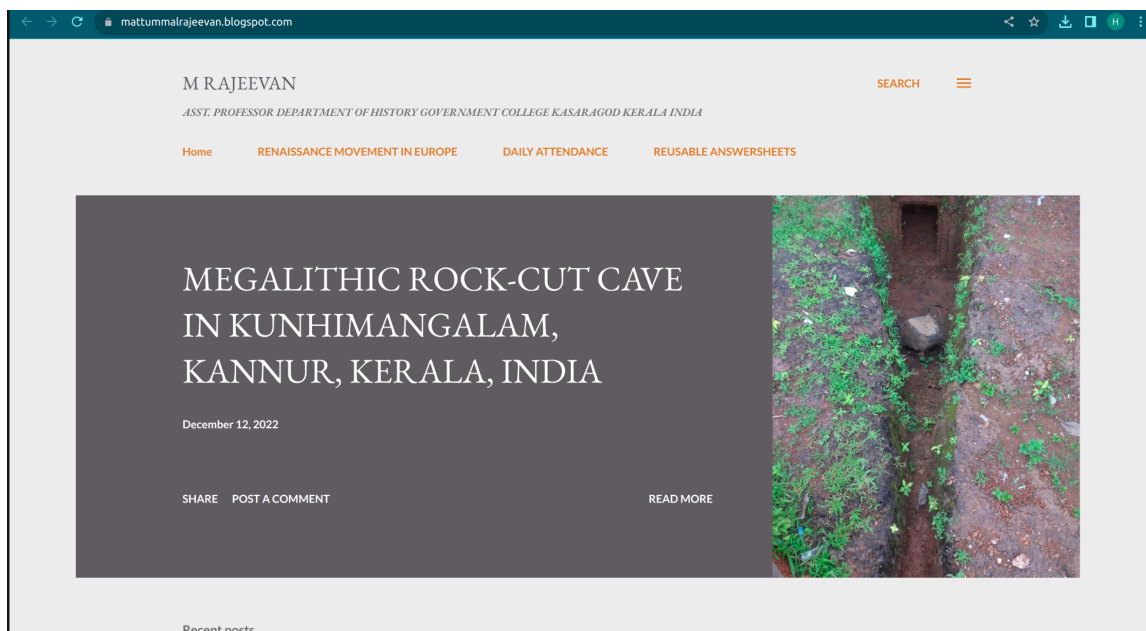 mattummalrajeevan.blogspot.com
H
M RAJEEVAN
SEARCH
ASST. PROFESSOR DEPARTMENT OF HISTORY GOVERNMENT COLLEGE KASARAGOD KERALA INDIA
Home RENAISSANCE MOVEMENT IN EUROPE DAILY ATTENDANCE REUSABLE ANSWERSHEETS
MEGALITHIC ROCK-CUT CAVE
IN KUNHIMANGALAM,
KANNUR, KERALA, INDIA
December 12, 2022
SHARE POST A COMMENT READ MORE
Recent posts